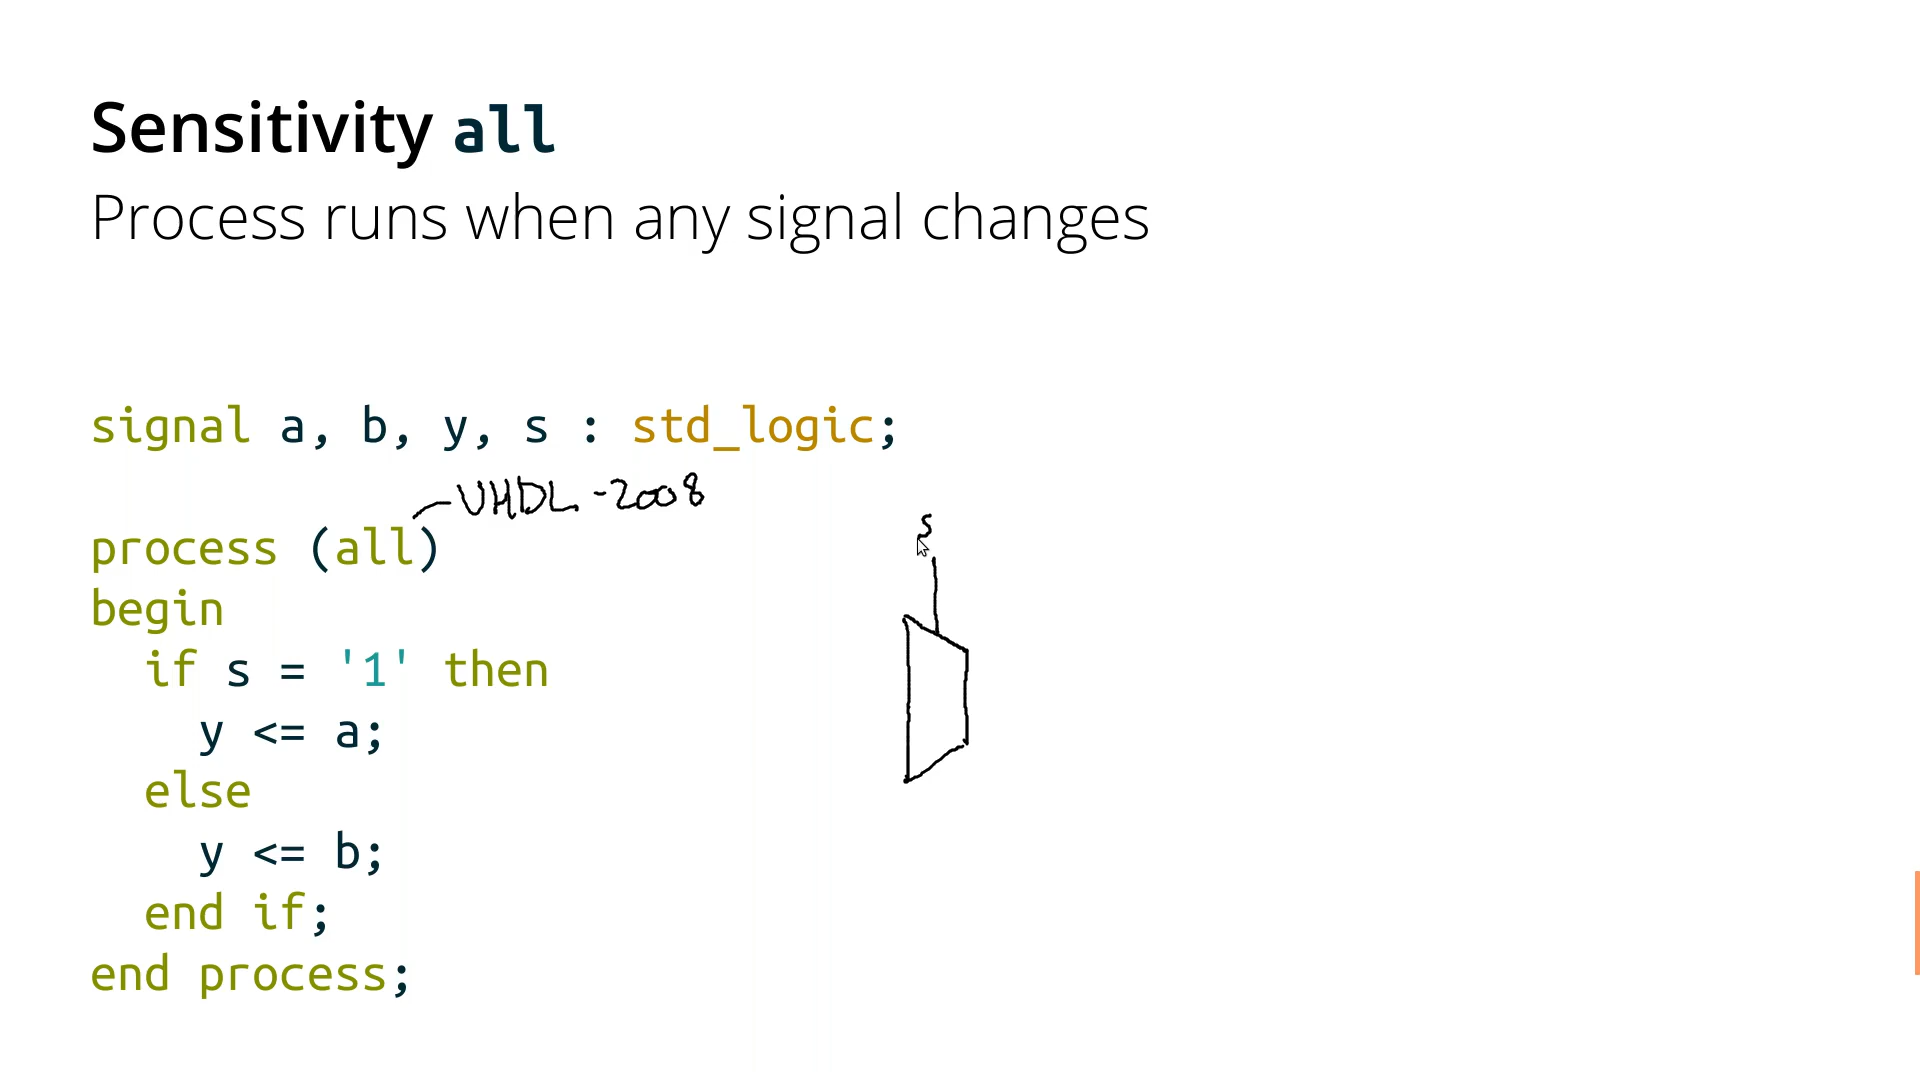 Sensitivity all
Process runs when any signal changes
signal a, b, y, s : std_logic;
VHDL-2008
process (all)
s
begin
if s = '1' then
y <= a;
else
y <= b;
end if;
end process;